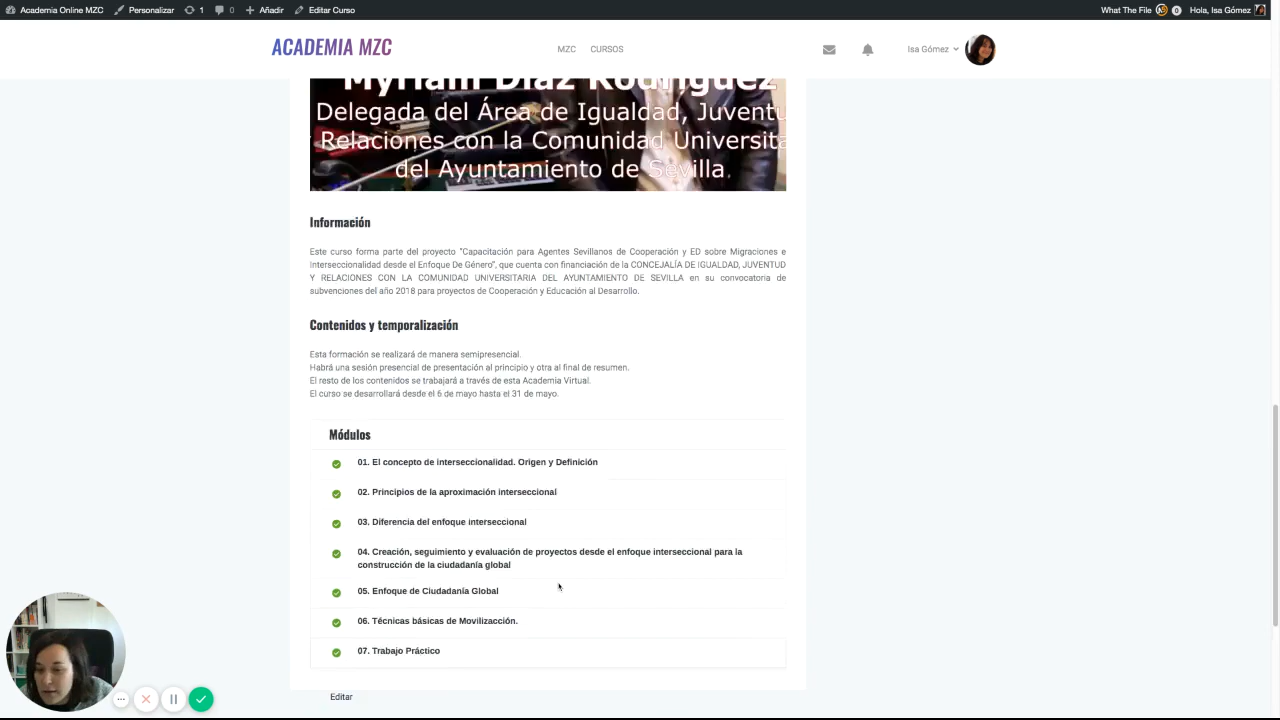 Academia Online MZC Personalizar 1 0 Añadir Editar Curso What The File 0 Hola, Isa Gómez
ACADEMIA MZC MZC CURSOS Isa Gómez
Myriam Díaz Rodríguez
Delegada del Área de Igualdad, Juventu
Relaciones con la Comunidad Universita
del Ayuntamiento de Sevilla
Información
Este curso forma parte del proyecto "Capacitación para Agentes Sevillanos de Cooperación y ED sobre Migraciones e
Interseccionalidad desde el Enfoque De Género", que cuenta con financiación de la CONCEJALÍA DE IGUALDAD, JUVENTUD
Y RELACIONES CON LA COMUNIDAD UNIVERSITARIA DEL AYUNTAMIENTO DE SEVILLA en su convocatoria de
subvenciones del año 2018 para proyectos de Cooperación y Educación al Desarrollo.
Contenidos y temporalización
Esta formación se realizará de manera semipresencial.
Habrá una sesión presencial de presentación al principio y otra al final de resumen.
El resto de los contenidos se trabajará a través de esta Academia Virtual.
El curso se desarrollará desde el 6 de mayo hasta el 31 de mayo.
Módulos
01. El concepto de interseccionalidad. Origen y Definición
02. Principios de la aproximación interseccional
03. Diferencia del enfoque interseccional
04. Creación, seguimiento y evaluación de proyectos desde el enfoque interseccional para la
construcción de la ciudadanía global
05. Enfoque de Ciudadanía Global
06. Técnicas básicas de Movilizacción.
07. Trabajo Práctico
Editar